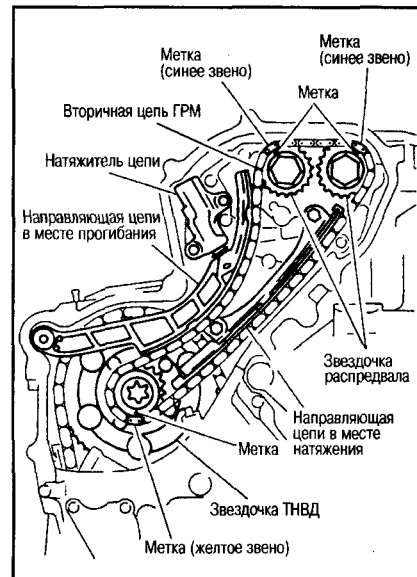 Метка
(синее звено)
Метка
(синее звено)
Метка
Вторичная цепь ГРМ
Натяжитель цепи
Направляющая цепи
в месте прогибания
Звездочка
распредвала
Направляющая
цепи в месте
натяжения
Метка
Звездочка ТНВД
Метка (желтое звено)